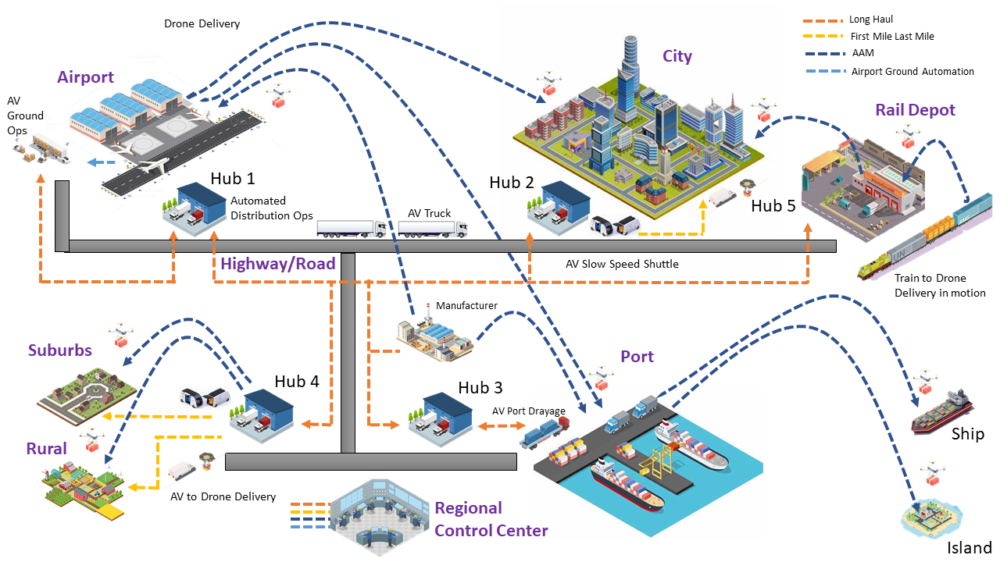 Drone Delivery
Long Haul
First Mile Last Mile
AAM
Airport Ground Automation
City
Airport
AV
Ground
Ops
Rail Depot
Hub 1
Automated
Distribution Ops
Hub 2
Hub 5
AV Truck
Highway/Road
AV Slow Speed Shuttle
UN
Train to Drone
Delivery in motion
Manufacturer
Suburbs
Port
Hub 4
Hub 3
AV Port Drayage
Ship
Rural
AV to Drone Delivery
Regional
Control Center
Island